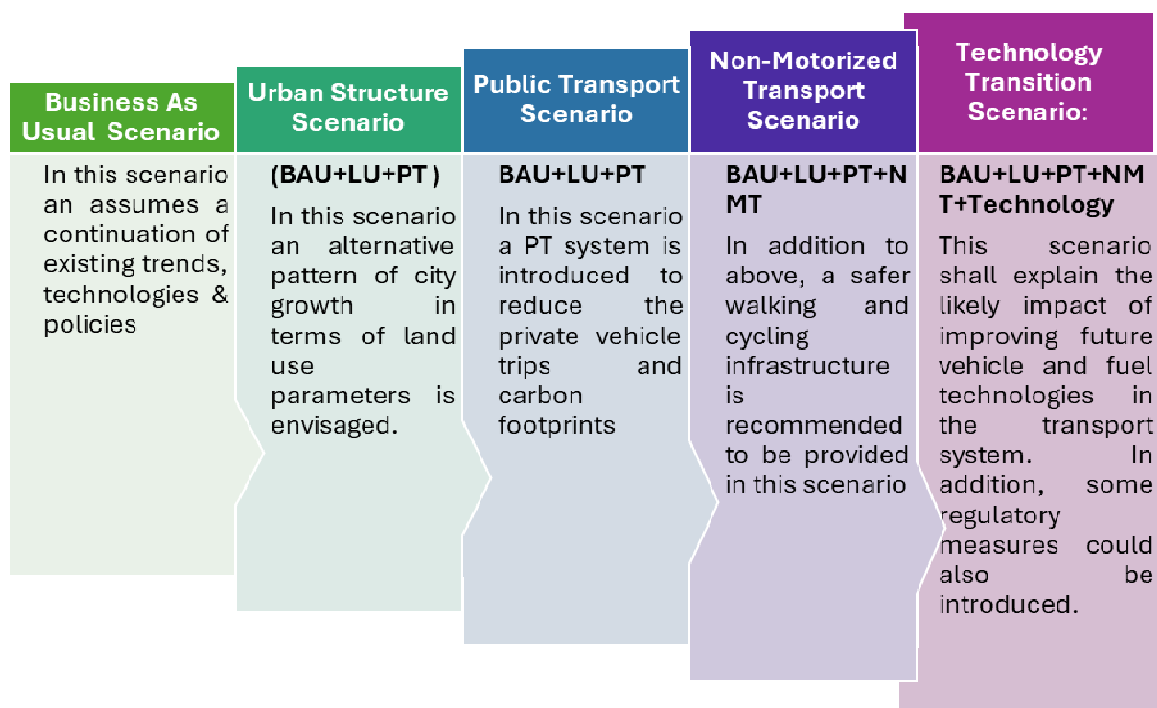 Business As
Usual Scenario
In this scenario
an assumes a
continuation of
existing trends,
technologies &
policies
Urban Structure
Scenario
(BAU+LU+PT )
In this scenario
an alternative
pattern of city
growth in
terms of land
use
parameters is
envisaged.
Public Transport
Scenario
BAU+LU+PT
In this scenario
a PT system is
introduced to
reduce the
private vehicle
trips and
carbon
footprints
Non-Motorized
Transport
Scenario
BAU+LU+PT+N
MT
In addition to
above, a safer
walking and
cycling
infrastructure
is
recommended
to be provided
in this scenario
Technology
Transition
Scenario:
BAU+LU+PT+NM
T+Technology
This scenario
shall explain the
likely impact of
improving future
vehicle and fuel
technologies in
the transport
system. In
addition, some
regulatory
measures could
also be
introduced.